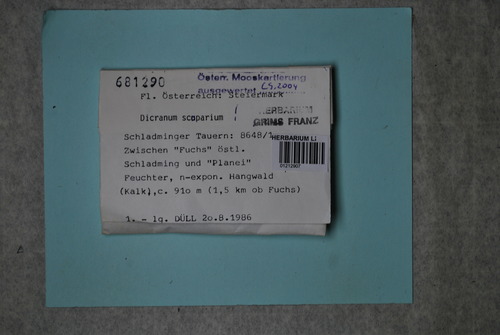 681290
Österr. Mooskartierung
ausgewertet CS.2004
Fl. Österreich: Steiermark
HERBARIUM
Dicranum scoparium
GRIMS FRANZ
Schladminger Tauern: 8648/1
HERBARIUM LI
Zwischen "Fuchs" östl.
Schladming und "Planei"
Feuchter, n-expon. Hangwald
(Kalk),c. 91o m (1,5 km ob Fuchs)
1. - lg. DÜLL 2o.8.1986